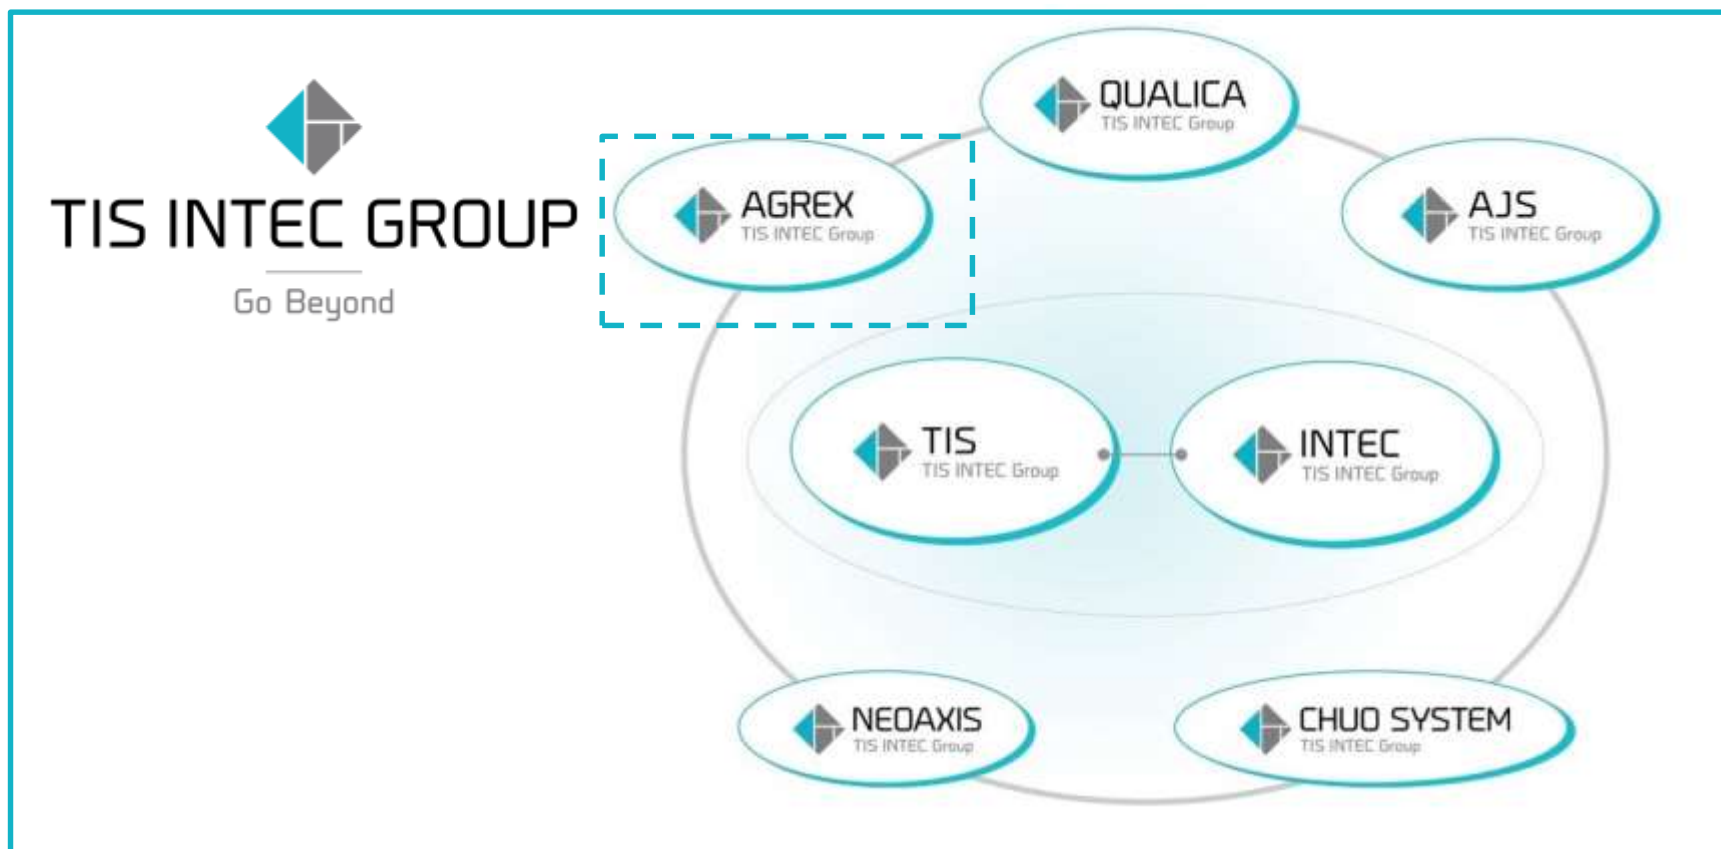 TIS INTEC GROUP
Go Beyond
QUALICA
TIS INTEC Group
AGREX
TIS INTEC Group
AJS
TIS INTEC Group
TIS
TIS INTEC Group
INTEC
TIS INTEC Group
NEOAXIS
TIS INTEC Group
CHUO SYSTEM
TIS INTEC Group